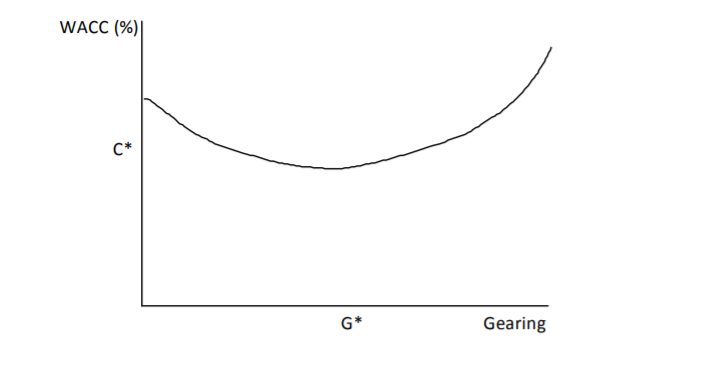 WACC (%)
C*
G*
Gearing